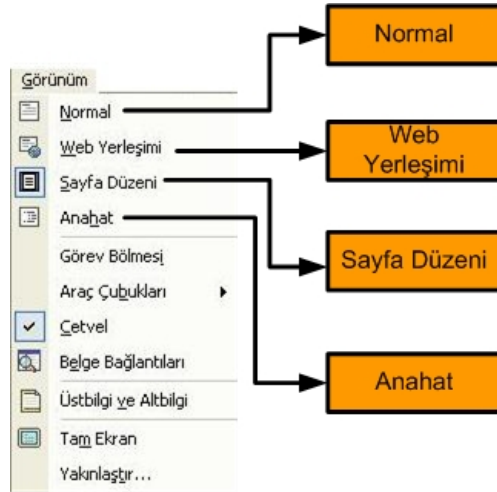 Görünüm
Normal
Web Yerleşimi
Sayfa Düzeni
Anahat
Görev Bölmesi
Araç Çubukları
Cetvel
Belge Bağlantıları
Üstbilgi ve Altbilgi
Tam Ekran
Yakınlaştır...
Normal
Web
Yerleşimi
Sayfa Düzeni
Anahat